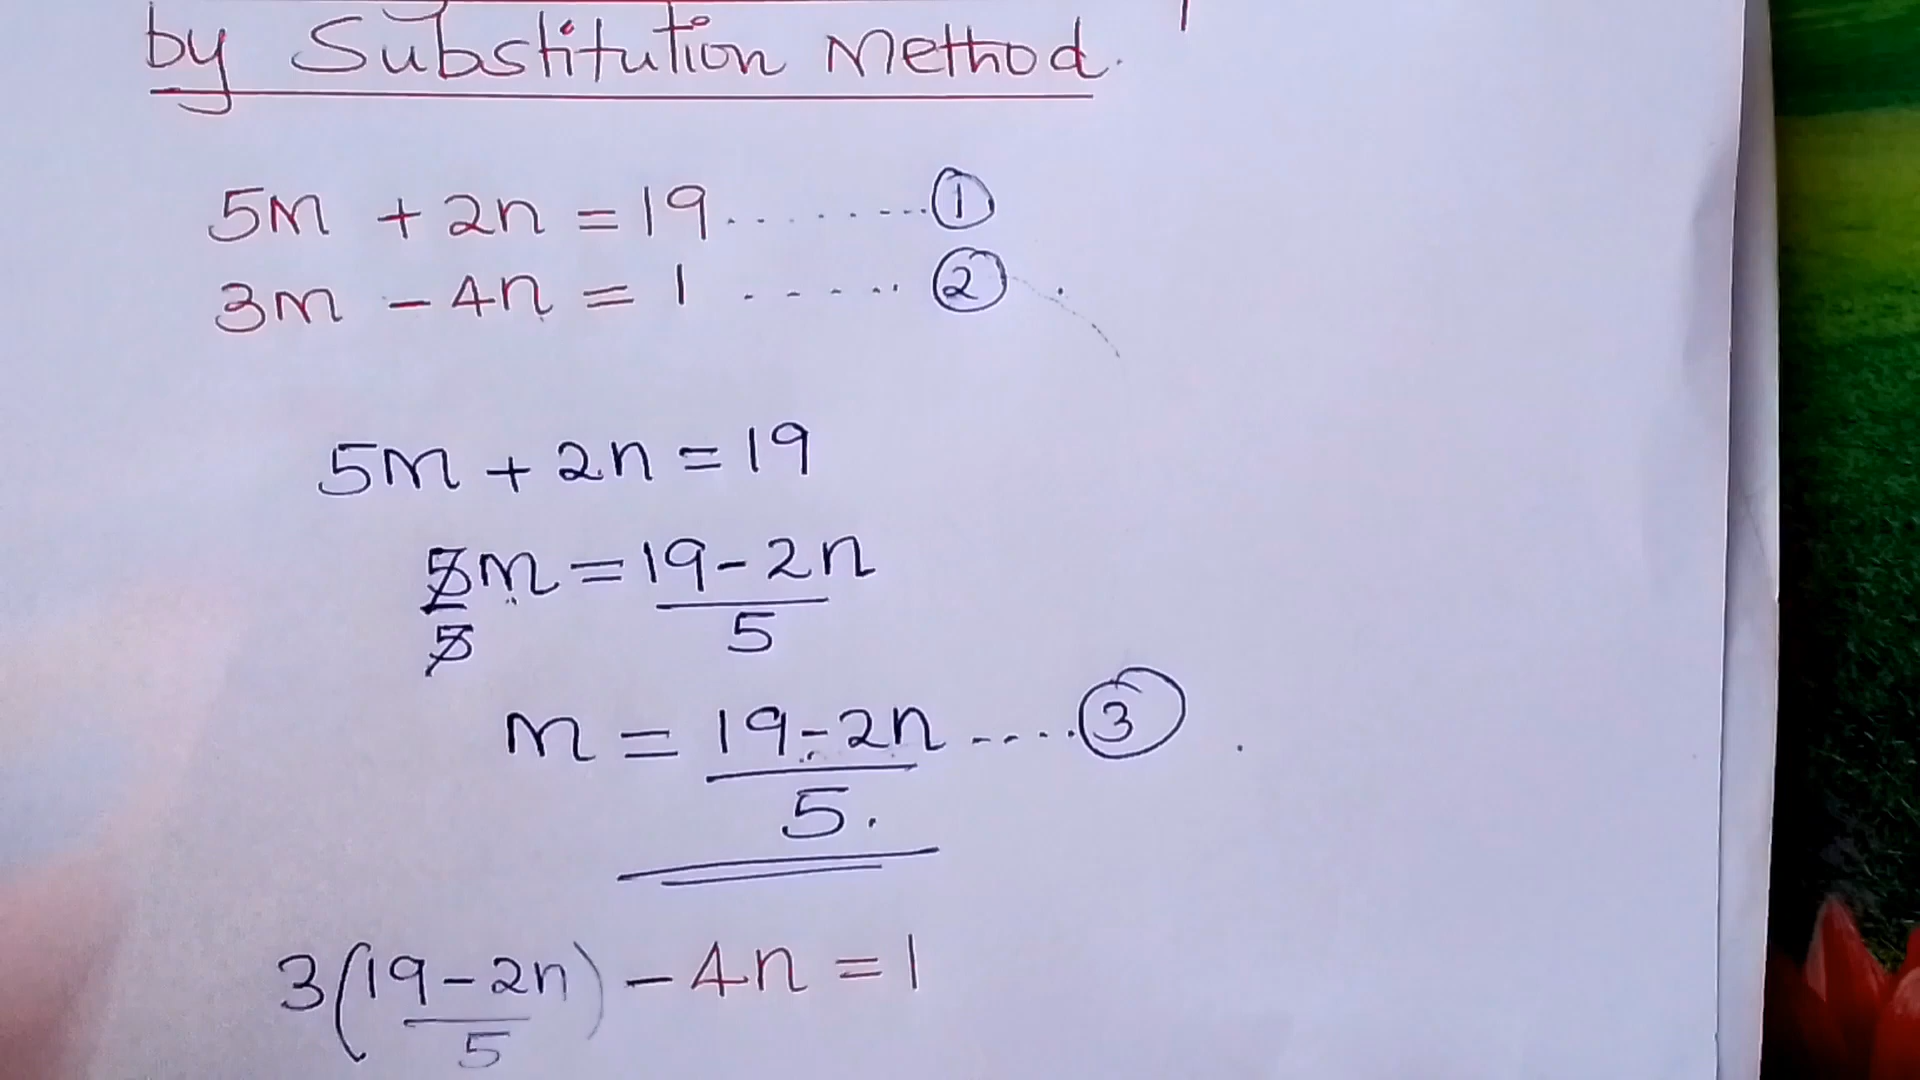 by Substitution Method.
5m + 2n = 19 ........ ①
3m - 4n = 1 ...... ②
5m + 2n = 19
5m = 19 - 2n
5 5
m = 19 - 2n .... ③
5.
3(19 - 2n) - 4n = 1
5